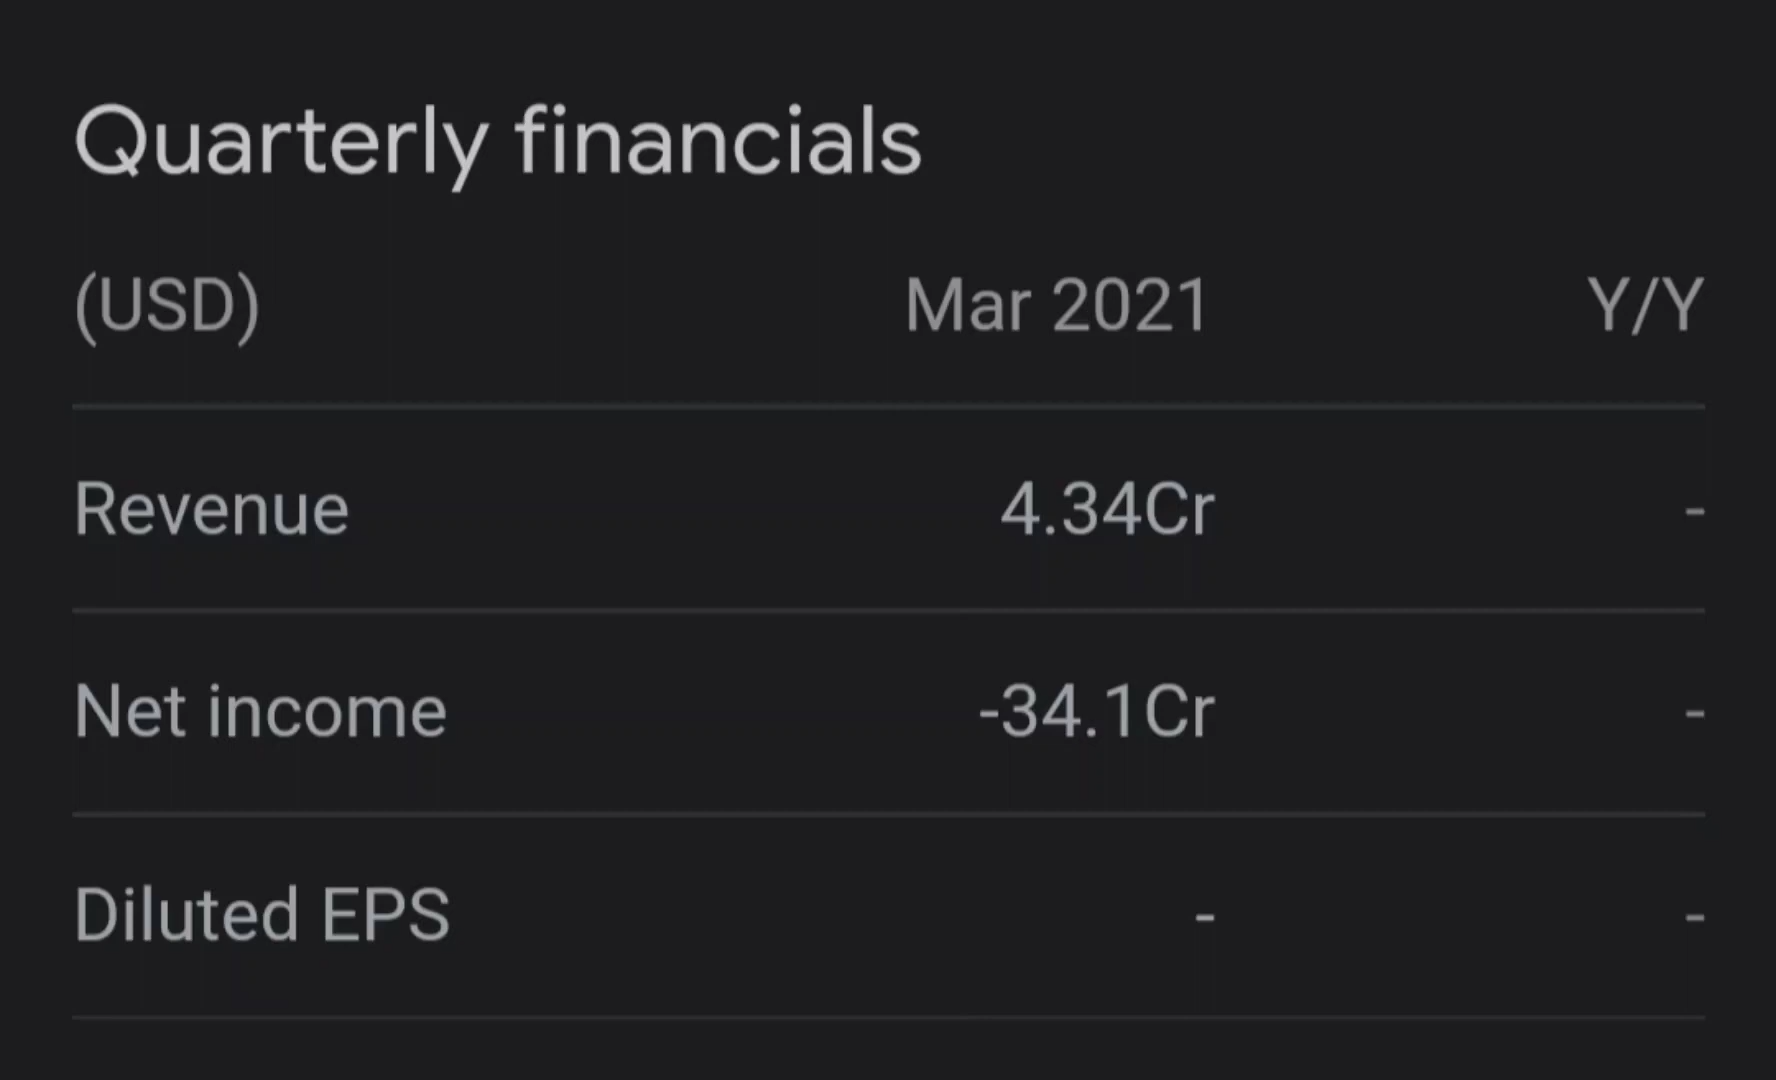 Quarterly financials
(USD) Mar 2021 Y/Y
Revenue 4.34Cr -
Net income -34.1Cr -
Diluted EPS - -